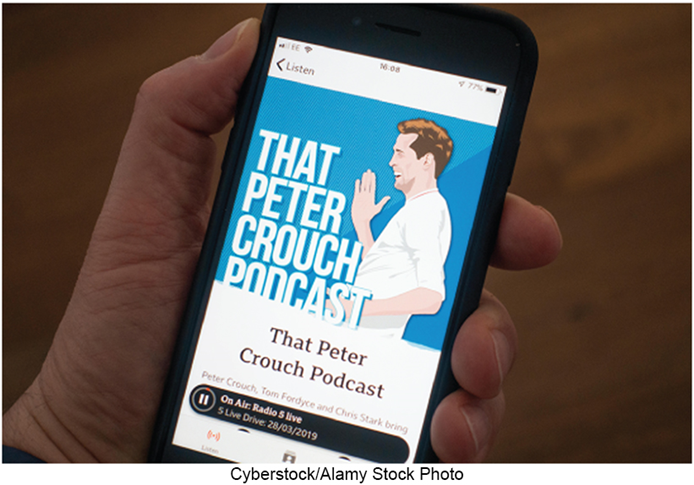 EE
16:08
77%
Listen
THAT
PETER
CROUCH
PODCAST
That Peter
Crouch Podcast
Peter Crouch, Tom Fordyce and Chris Stark bring
On Air: Radio 5 live
5 Live Drive: 28/03/2019
Listen
Cyberstock/Alamy Stock Photo